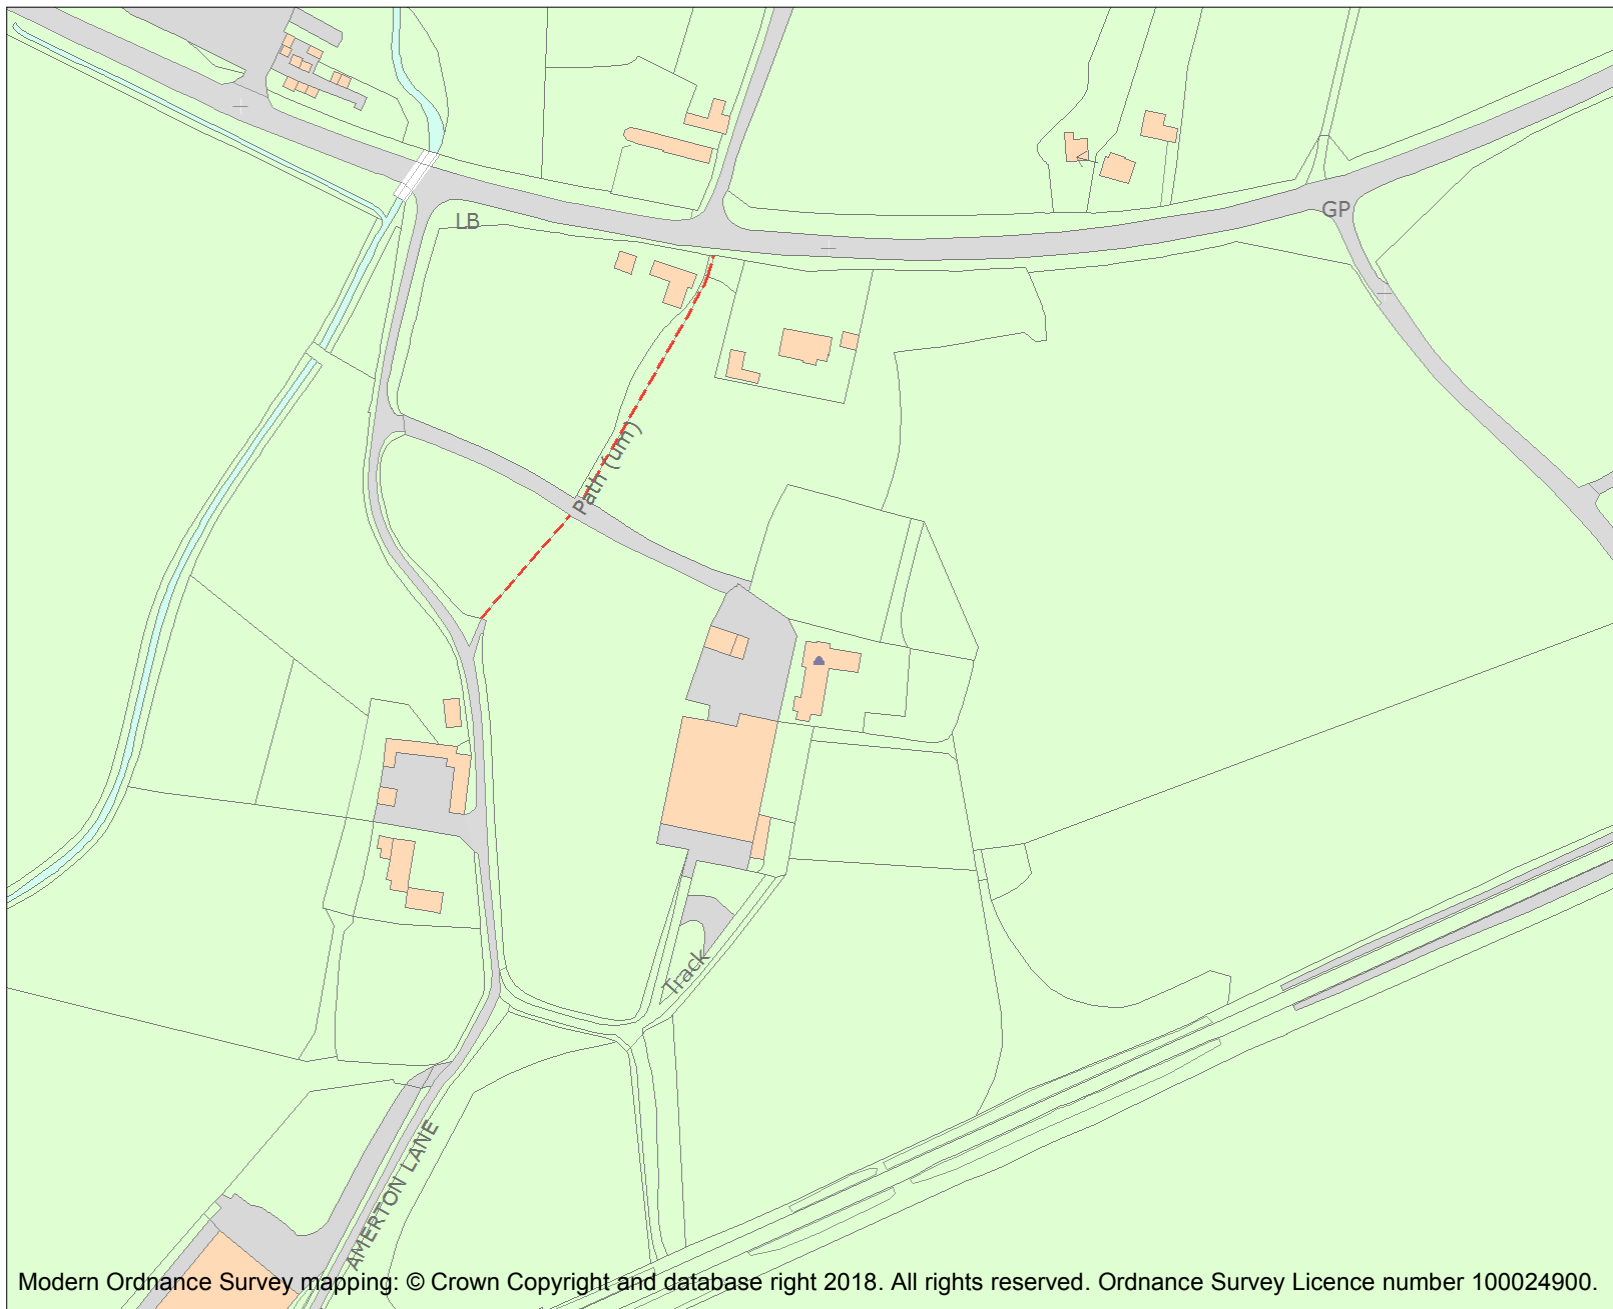 LB
GP
Path (um)
Track
AMERTON LANE
Modern Ordnance Survey mapping: © Crown Copyright and database right 2018. All rights reserved. Ordnance Survey Licence number 100024900.